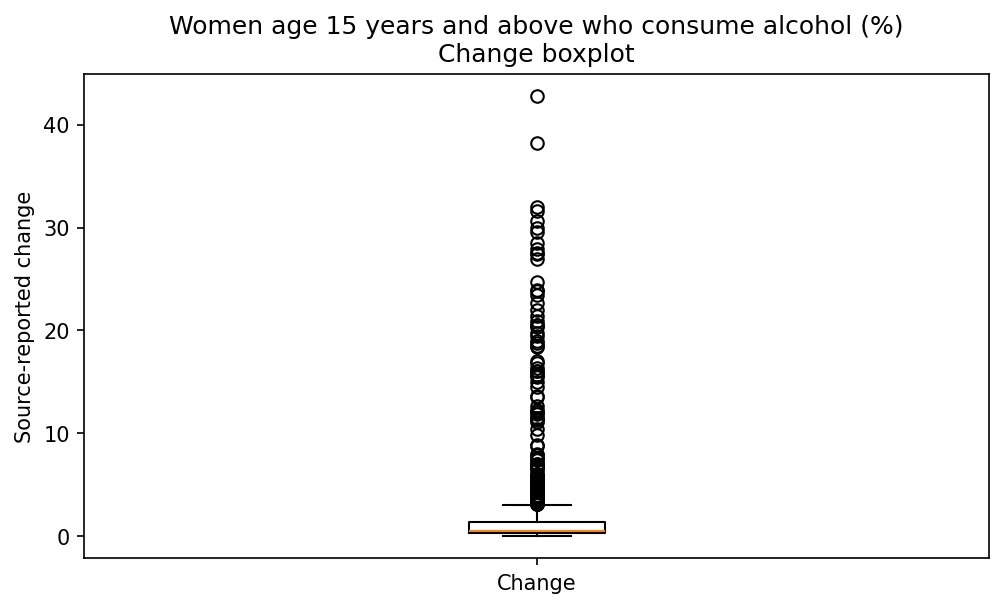 Women age 15 years and above who consume alcohol (%)
Change boxplot
Source-reported change
40
30
20
10
0
Change